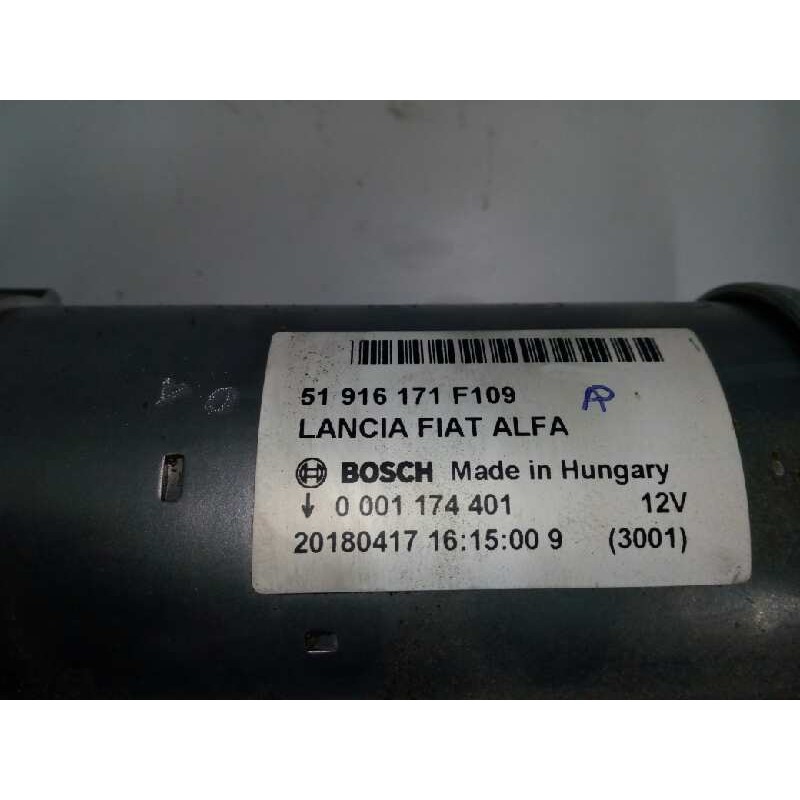 51 916 171 F109
LANCIA FIAT ALFA
BOSCH Made in Hungary
0 001 174 401 12V
20180417 16:15:00 9 (3001)